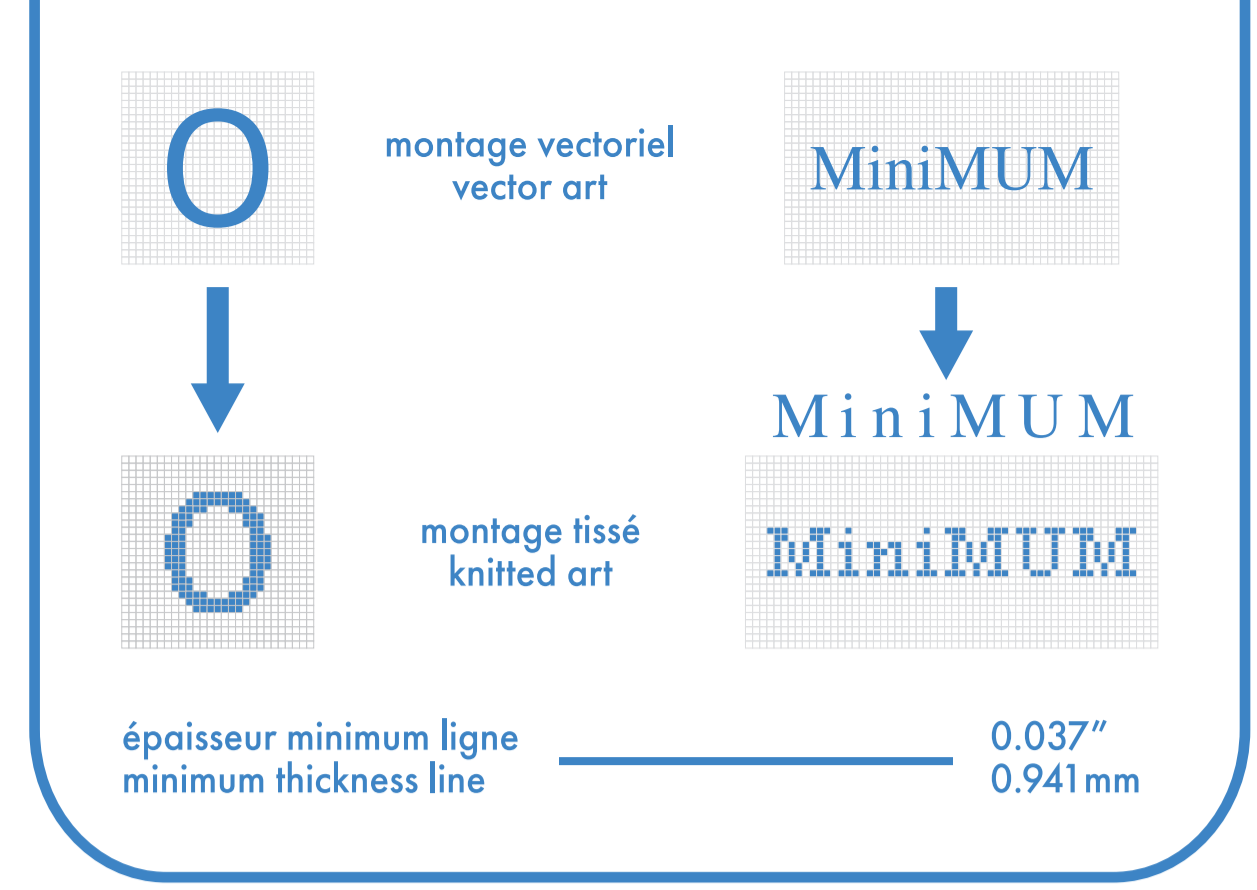 O
montage vectoriel
vector art
MiniMUM
MiniMUM
O
montage tissé
knitted art
MiniMUM
épaisseur minimum ligne
minimum thickness line
0.037″
0.941mm